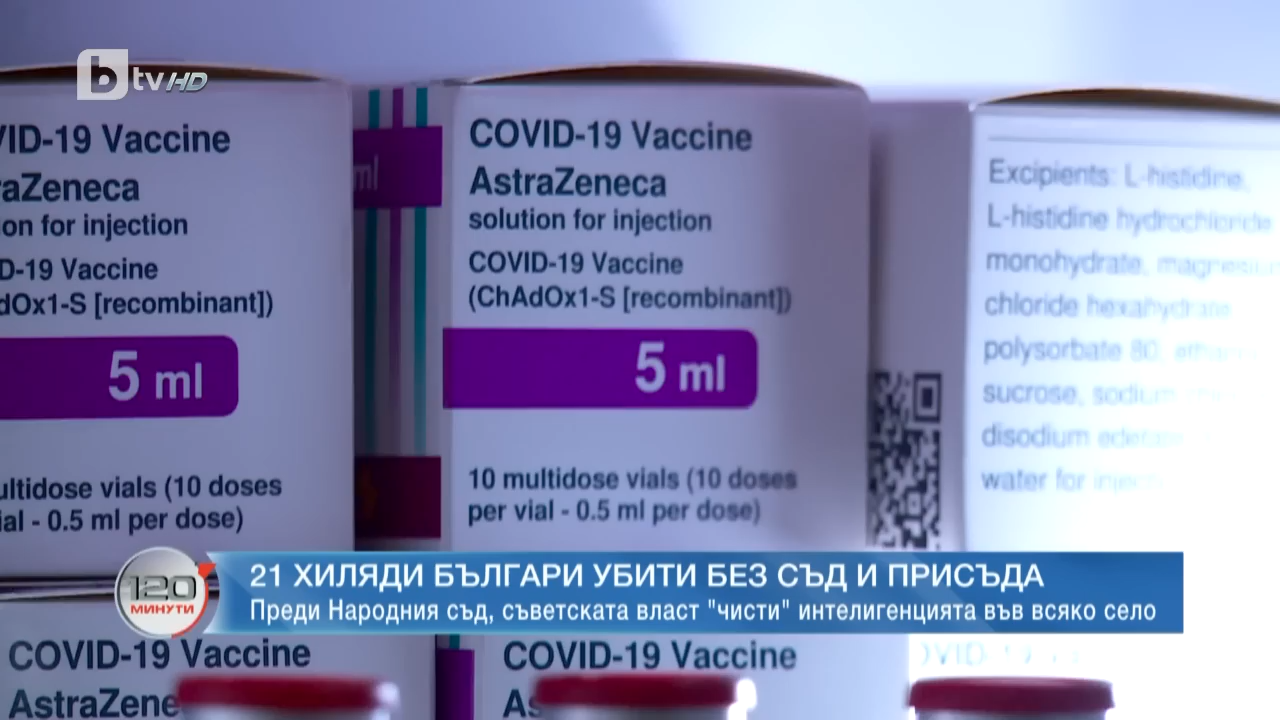 btv HD
VID-19 Vaccine
raZeneca
on for injection
D-19 Vaccine
dOx1-S [recombinant])
5 ml
ultidose vials (10 doses
ial - 0.5 ml per dose)
ml
COVID-19 Vaccine
AstraZeneca
solution for injection
COVID-19 Vaccine
(ChAdOx1-S [recombinant])
5 ml
10 multidose vials (10 doses
per vial - 0.5 ml per dose)
Excipients: L-histidine,
L-histidine hydrochloride
monohydrate, magnesium
chloride hexahydrate
polysorbate 80,
sucrose, sodium
disodium
water for
120
МИНУТИ
21 ХИЛЯДИ БЪЛГАРИ УБИТИ БЕЗ СЪД И ПРИСЪДА
Преди Народния съд, съветската власт "чисти" интелигенцията във всяко село
COVID-19 Vaccine
AstraZene
COVID-19 Vaccine
As